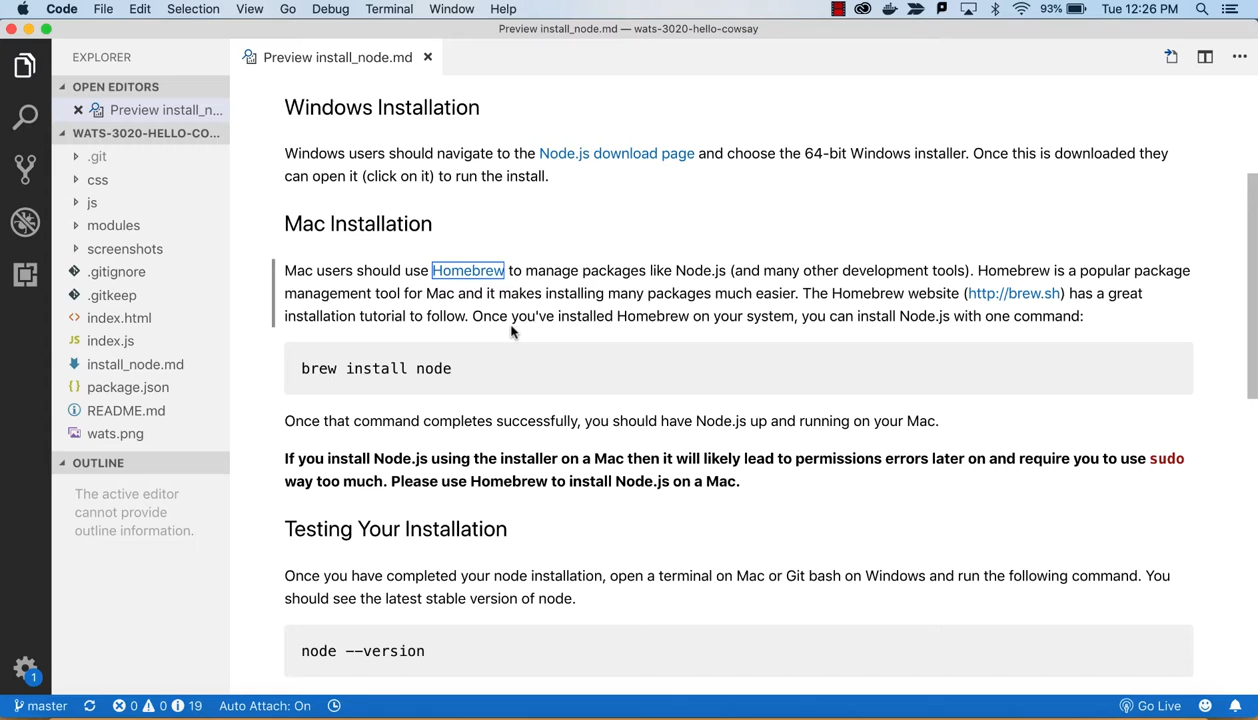 Code File Edit Selection View Go Debug Terminal Window Help 93% Tue 12:26 PM
Preview install_node.md — wats-3020-hello-cowsay
EXPLORER
OPEN EDITORS
Preview install_n...
WATS-3020-HELLO-CO...
.git
css
js
modules
screenshots
.gitignore
.gitkeep
<> index.html
JS index.js
install_node.md
{} package.json
README.md
wats.png
OUTLINE
The active editor
cannot provide
outline information.
Preview install_node.md
Windows Installation
Windows users should navigate to the Node.js download page and choose the 64-bit Windows installer. Once this is downloaded they
can open it (click on it) to run the install.
Mac Installation
Mac users should use Homebrew to manage packages like Node.js (and many other development tools). Homebrew is a popular package
management tool for Mac and it makes installing many packages much easier. The Homebrew website (http://brew.sh) has a great
installation tutorial to follow. Once you've installed Homebrew on your system, you can install Node.js with one command:
brew install node
Once that command completes successfully, you should have Node.js up and running on your Mac.
If you install Node.js using the installer on a Mac then it will likely lead to permissions errors later on and require you to use sudo
way too much. Please use Homebrew to install Node.js on a Mac.
Testing Your Installation
Once you have completed your node installation, open a terminal on Mac or Git bash on Windows and run the following command. You
should see the latest stable version of node.
node --version
1
master 0 0 19 Auto Attach: On Go Live